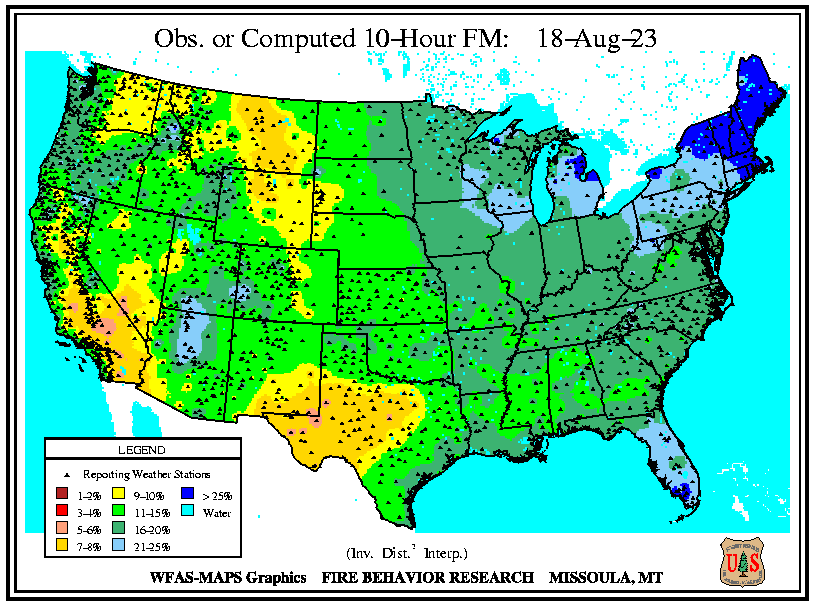 Obs. or Computed 10-Hour FM: 18-Aug-23
LEGEND
Reporting Weather Stations
1-2% 9-10% > 25%
3-4% 11-15% Water
5-6% 16-20%
7-8% 21-25%
(Inv. Dist.² Interp.)
WFAS-MAPS Graphics FIRE BEHAVIOR RESEARCH MISSOULA, MT
U S